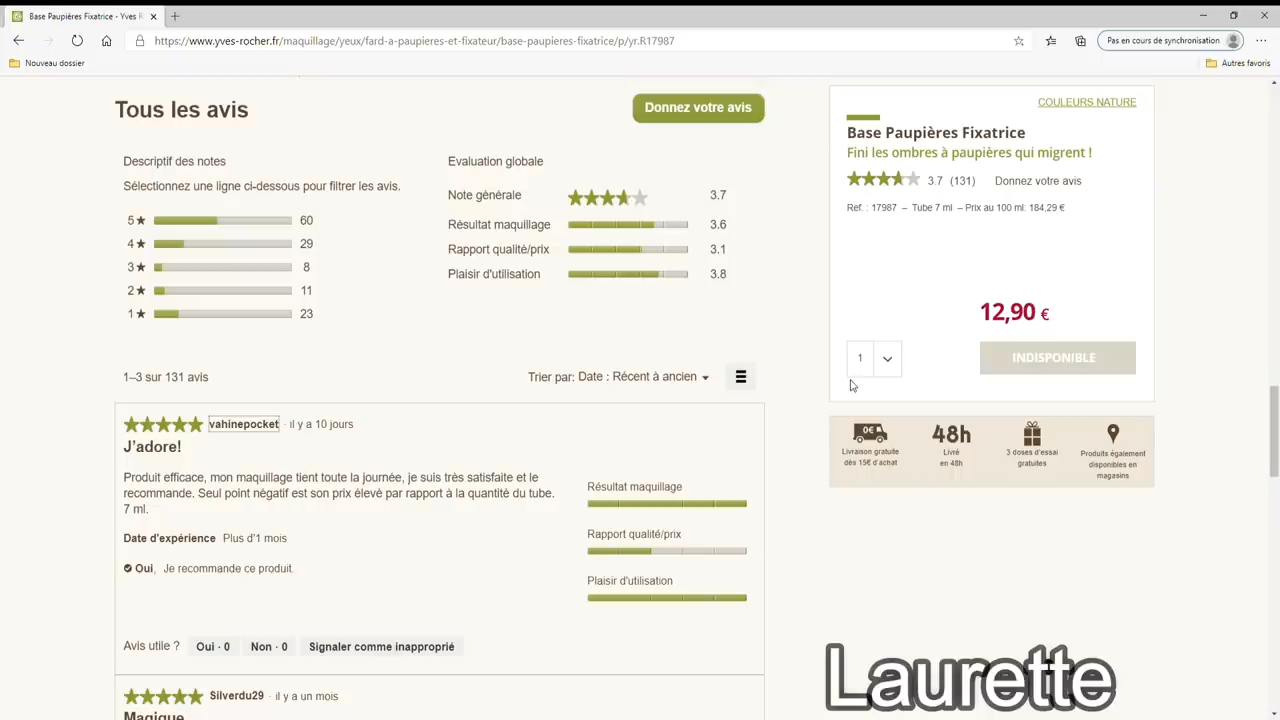 Base Paupières Fixatrice - Yves R
https://www.yves-rocher.fr/maquillage/yeux/fard-a-paupieres-et-fixateur/base-paupieres-fixatrice/p/yr.R17987
Pas en cours de synchronisation
Nouveau dossier
Autres favoris
Tous les avis
Donnez votre avis
Descriptif des notes
Sélectionnez une ligne ci-dessous pour filtrer les avis.
5★ 60
4★ 29
3★ 8
2★ 11
1★ 23
Evaluation globale
Note générale 3.7
Résultat maquillage 3.6
Rapport qualité/prix 3.1
Plaisir d'utilisation 3.8
1–3 sur 131 avis
Trier par: Date : Récent à ancien
vahinepocket · il y a 10 jours
J'adore!
Produit efficace, mon maquillage tient toute la journée, je suis très satisfaite et le
recommande. Seul point négatif est son prix élevé par rapport à la quantité du tube.
7 ml.
Date d'expérience Plus d'1 mois
Oui, Je recommande ce produit.
Résultat maquillage
Rapport qualité/prix
Plaisir d'utilisation
Avis utile ? Oui · 0 Non · 0 Signaler comme inapproprié
Silverdu29 · il y a un mois
Magique
COULEURS NATURE
Base Paupières Fixatrice
Fini les ombres à paupières qui migrent !
3.7 (131) Donnez votre avis
Ref. : 17987 – Tube 7 ml – Prix au 100 ml: 184,29 €
12,90 €
1
INDISPONIBLE
0€
Livraison gratuite
dès 15€ d'achat
48h
Livré
en 48h
3 doses d'essai
gratuites
Produits également
disponibles en
magasins
Laurette